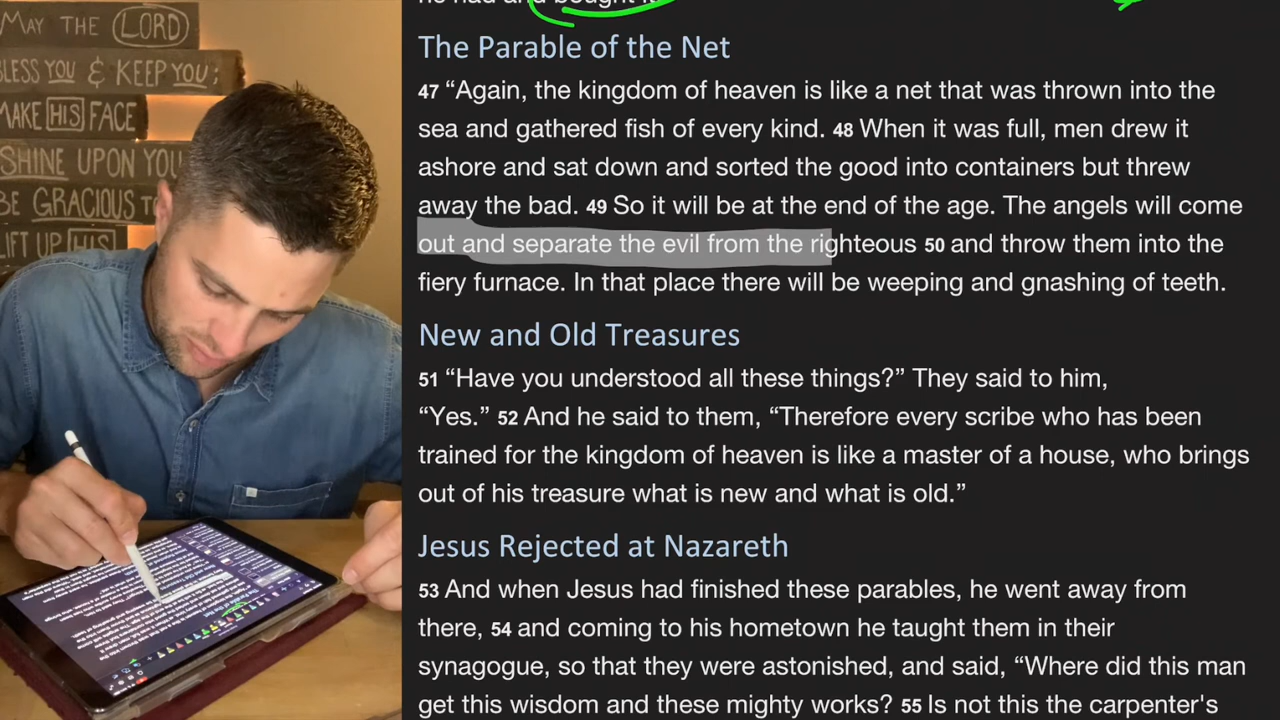 MAY THE LORD
BLESS YOU & KEEP YOU;
MAKE HIS FACE
SHINE UPON YOU
BE GRACIOUS
LIFT UP HIS
he had and bought it
The Parable of the Net
47 “Again, the kingdom of heaven is like a net that was thrown into the
sea and gathered fish of every kind. 48 When it was full, men drew it
ashore and sat down and sorted the good into containers but threw
away the bad. 49 So it will be at the end of the age. The angels will come
out and separate the evil from the righteous 50 and throw them into the
fiery furnace. In that place there will be weeping and gnashing of teeth.
New and Old Treasures
51 “Have you understood all these things?” They said to him,
“Yes.” 52 And he said to them, “Therefore every scribe who has been
trained for the kingdom of heaven is like a master of a house, who brings
out of his treasure what is new and what is old.”
Jesus Rejected at Nazareth
53 And when Jesus had finished these parables, he went away from
there, 54 and coming to his hometown he taught them in their
synagogue, so that they were astonished, and said, “Where did this man
get this wisdom and these mighty works? 55 Is not this the carpenter's